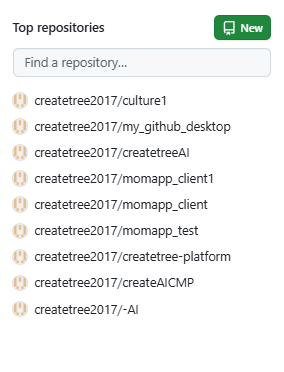 Top repositories
New
Find a repository...
createtree2017/culture1
createtree2017/my_github_desktop
createtree2017/createtreeAI
createtree2017/momapp_client1
createtree2017/momapp_client
createtree2017/momapp_test
createtree2017/createtree-platform
createtree2017/createAICMP
createtree2017/-AI